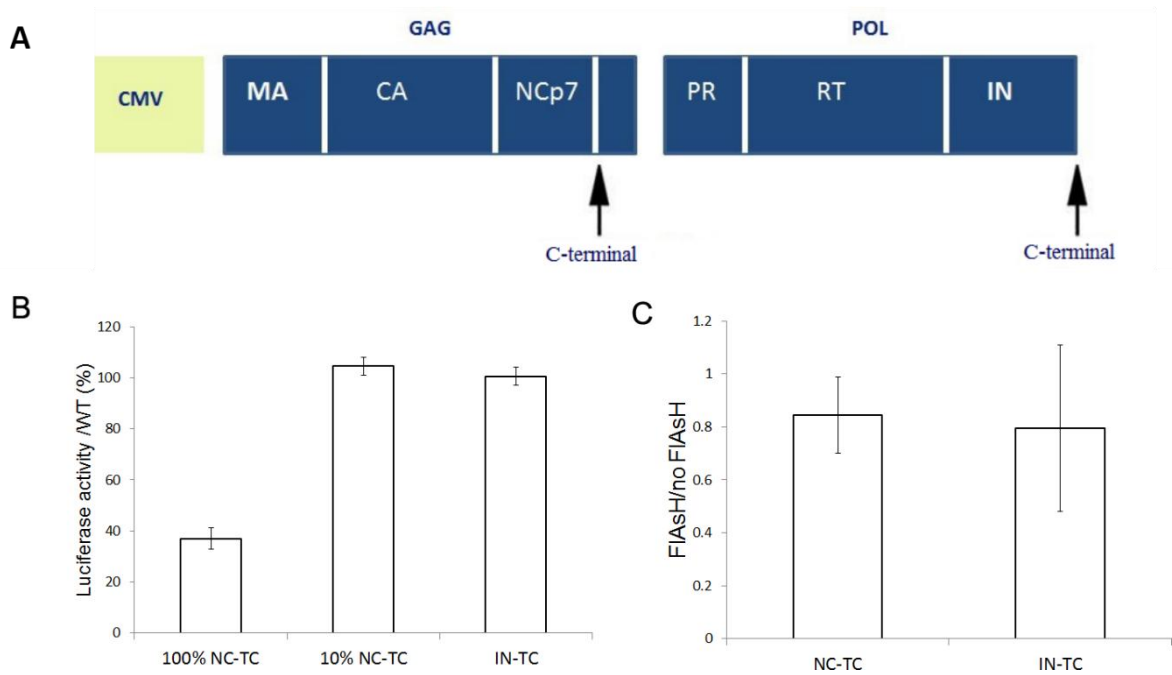 A
GAG
POL
CMV
MA
CA
NCp7
PR
RT
IN
C-terminal
C-terminal
B
Luciferase activity /WT (%)
120
100
80
60
40
20
0
100% NC-TC
10% NC-TC
IN-TC
C
FlAsH/no FlAsH
1.2
1
0.8
0.6
0.4
0.2
0
NC-TC
IN-TC